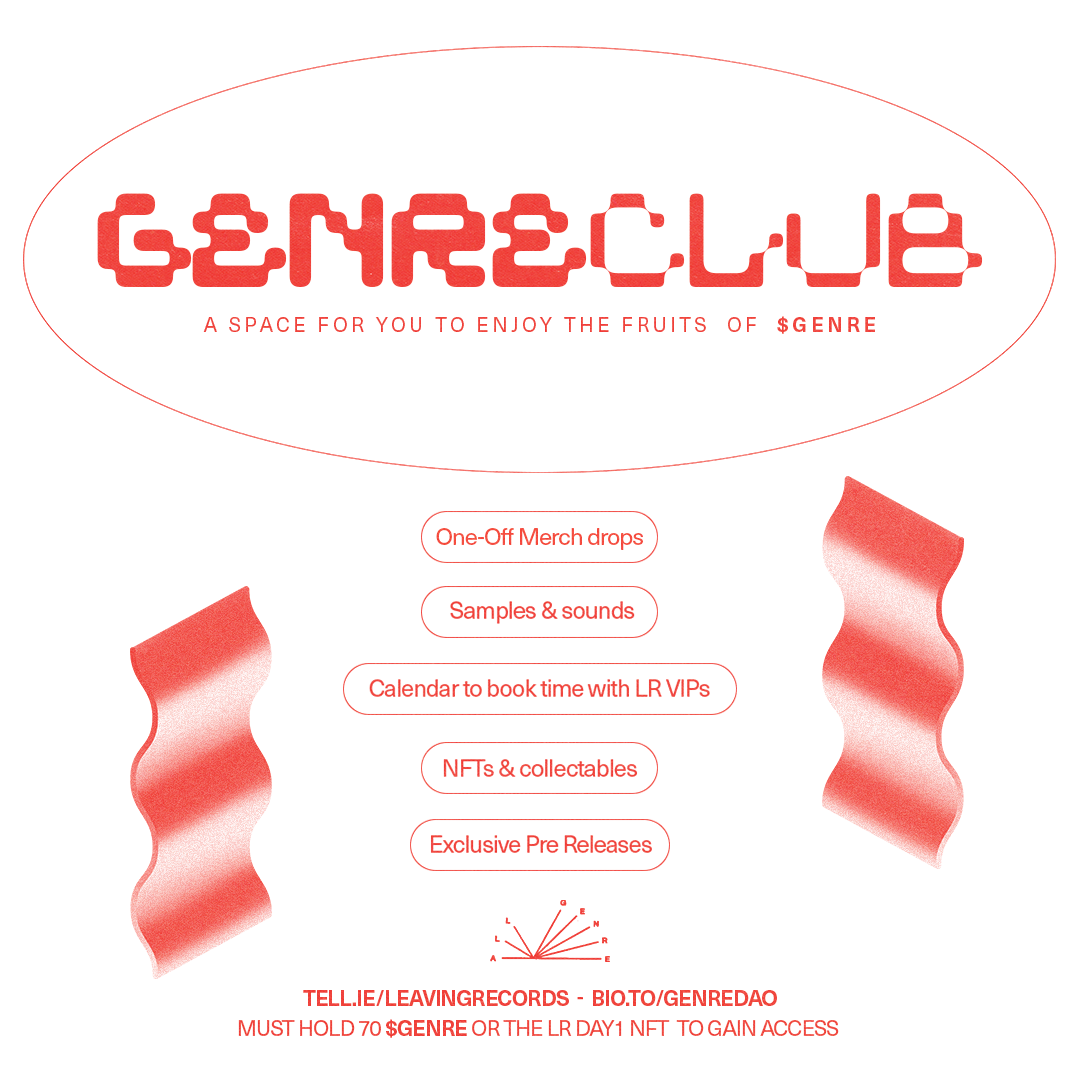 GENRECLUB
A SPACE FOR YOU TO ENJOY THE FRUITS OF $GENRE
One-Off Merch drops
Samples & sounds
Calendar to book time with LR VIPs
NFTs & collectables
Exclusive Pre Releases
ALL GENRE
TELL.IE/LEAVINGRECORDS - BIO.TO/GENREDAO
MUST HOLD 70 $GENRE OR THE LR DAY1 NFT TO GAIN ACCESS